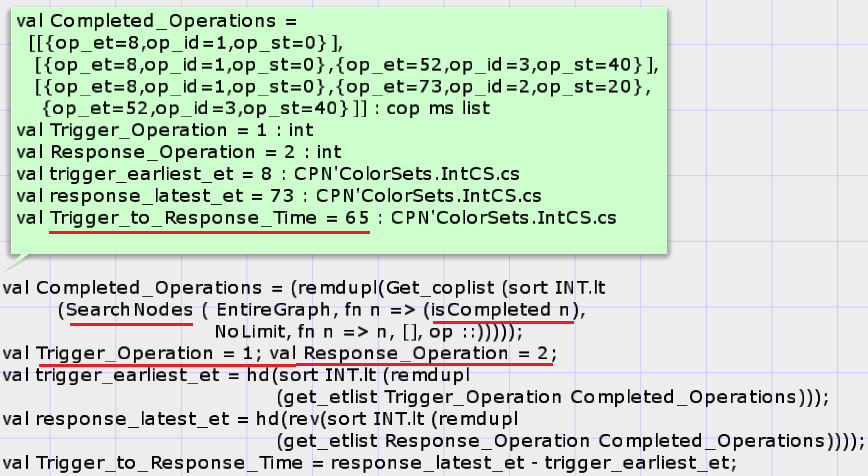 val Completed_Operations =
[[{op_et=8,op_id=1,op_st=0}],
[{op_et=8,op_id=1,op_st=0},{op_et=52,op_id=3,op_st=40}],
[{op_et=8,op_id=1,op_st=0},{op_et=73,op_id=2,op_st=20},
{op_et=52,op_id=3,op_st=40}]] : cop ms list
val Trigger_Operation = 1 : int
val Response_Operation = 2 : int
val trigger_earliest_et = 8 : CPN'ColorSets.IntCS.cs
val response_latest_et = 73 : CPN'ColorSets.IntCS.cs
val Trigger_to_Response_Time = 65 : CPN'ColorSets.IntCS.cs
val Completed_Operations = (remdupl(Get_coplist (sort INT.lt
(SearchNodes ( EntireGraph, fn n => (isCompleted n),
NoLimit, fn n => n, [], op ::)))));
val Trigger_Operation = 1; val Response_Operation = 2;
val trigger_earliest_et = hd(sort INT.lt (remdupl
(get_etlist Trigger_Operation Completed_Operations)));
val response_latest_et = hd(rev(sort INT.lt (remdupl
(get_etlist Response_Operation Completed_Operations))));
val Trigger_to_Response_Time = response_latest_et - trigger_earliest_et;